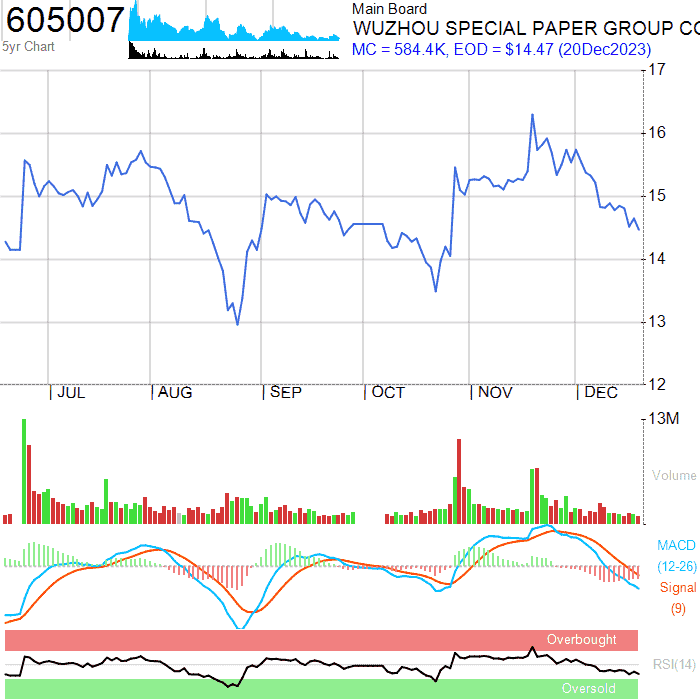 605007
5yr Chart
Main Board
WUZHOU SPECIAL PAPER GROUP CO
MC = 584.4K, EOD = $14.47 (20Dec2023)
17
16
15
14
13
12
| JUL | AUG | SEP | OCT | NOV | DEC
13M
Volume
MACD
(12-26)
Signal
(9)
Overbought
RSI(14)
Oversold